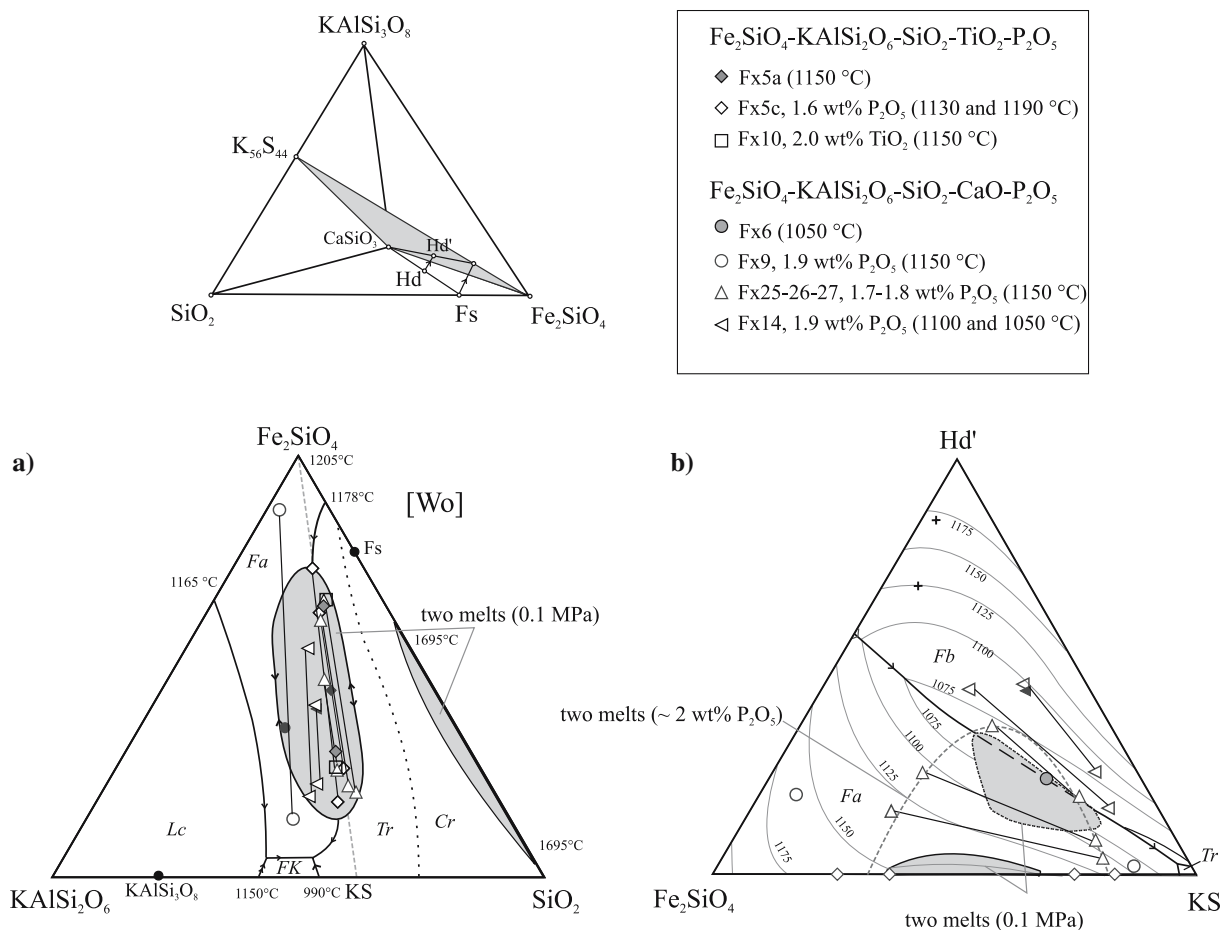 KAlSi₃O₈
K₅₆S₄₄
CaSiO₃
Hd'
Hd
SiO₂
Fs
Fe₂SiO₄
Fe₂SiO₄-KAlSi₂O₆-SiO₂-TiO₂-P₂O₅
Fx5a (1150 °C)
Fx5c, 1.6 wt% P₂O₅ (1130 and 1190 °C)
Fx10, 2.0 wt% TiO₂ (1150 °C)
Fe₂SiO₄-KAlSi₂O₆-SiO₂-CaO-P₂O₅
Fx6 (1050 °C)
Fx9, 1.9 wt% P₂O₅ (1150 °C)
Fx25-26-27, 1.7-1.8 wt% P₂O₅ (1150 °C)
Fx14, 1.9 wt% P₂O₅ (1100 and 1050 °C)
a)
Fe₂SiO₄
1205°C
1178°C
[Wo]
Fs
Fa
1165 °C
two melts (0.1 MPa)
1695°C
Lc
Tr
Cr
FK
1695°C
KAlSi₂O₆
KAlSi₃O₈
1150°C
990°C
KS
SiO₂
b)
Hd'
1175
1150
1125
1100
Fb
1075
two melts (~ 2 wt% P₂O₅)
1075
1100
1125
Fa
1150
1175
Tr
Fe₂SiO₄
KS
two melts (0.1 MPa)